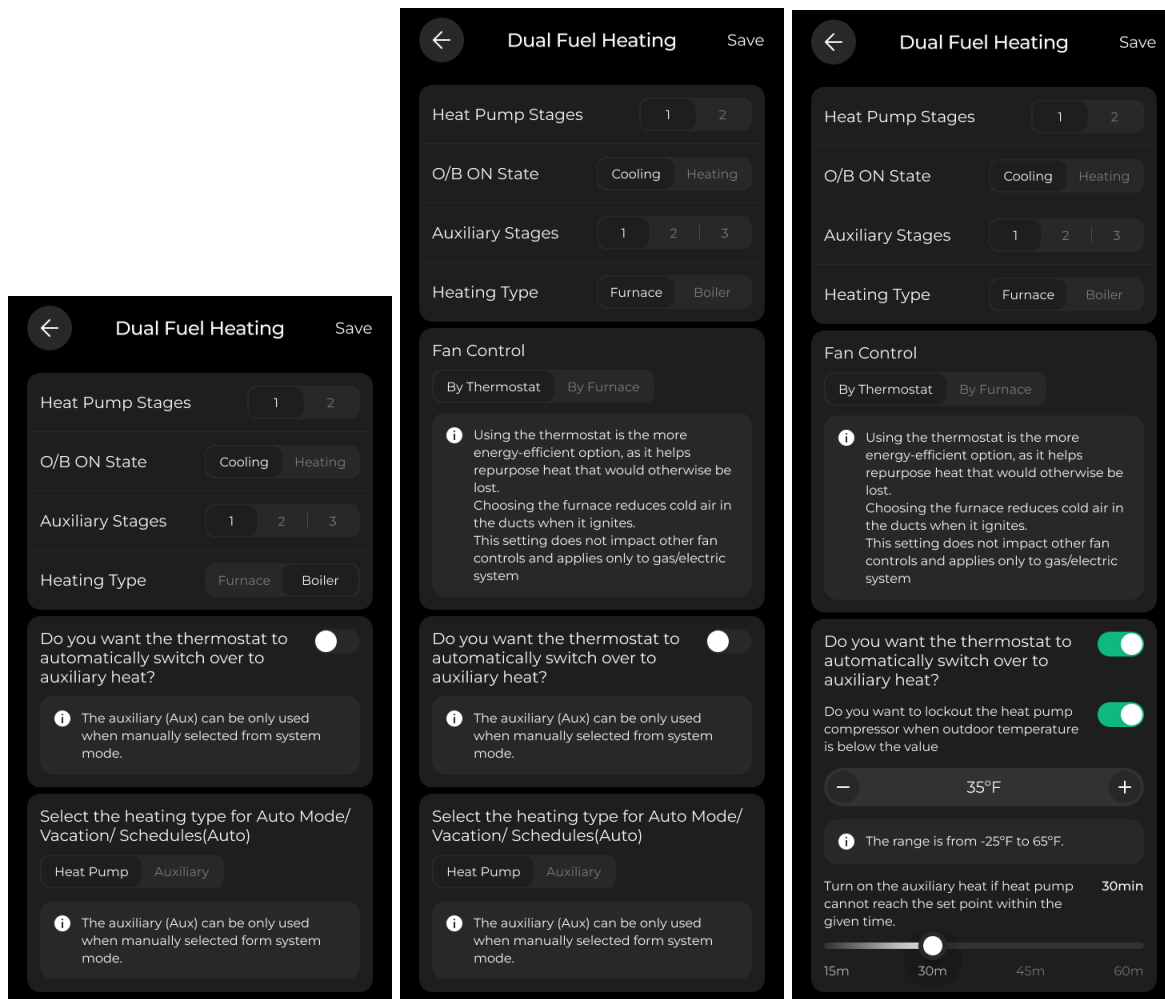 Dual Fuel Heating Save
Heat Pump Stages 1 2
O/B ON State Cooling Heating
Auxiliary Stages 1 2 3
Heating Type Furnace Boiler
Do you want the thermostat to
automatically switch over to
auxiliary heat?
The auxiliary (Aux) can be only used
when manually selected from system
mode.
Select the heating type for Auto Mode/
Vacation/ Schedules(Auto)
Heat Pump Auxiliary
The auxiliary (Aux) can be only used
when manually selected form system
mode.
Dual Fuel Heating Save
Heat Pump Stages 1 2
O/B ON State Cooling Heating
Auxiliary Stages 1 2 3
Heating Type Furnace Boiler
Fan Control
By Thermostat By Furnace
Using the thermostat is the more
energy-efficient option, as it helps
repurpose heat that would otherwise be
lost.
Choosing the furnace reduces cold air in
the ducts when it ignites.
This setting does not impact other fan
controls and applies only to gas/electric
system
Do you want the thermostat to
automatically switch over to
auxiliary heat?
The auxiliary (Aux) can be only used
when manually selected from system
mode.
Select the heating type for Auto Mode/
Vacation/ Schedules(Auto)
Heat Pump Auxiliary
The auxiliary (Aux) can be only used
when manually selected form system
mode.
Dual Fuel Heating Save
Heat Pump Stages 1 2
O/B ON State Cooling Heating
Auxiliary Stages 1 2 3
Heating Type Furnace Boiler
Fan Control
By Thermostat By Furnace
Using the thermostat is the more
energy-efficient option, as it helps
repurpose heat that would otherwise be
lost.
Choosing the furnace reduces cold air in
the ducts when it ignites.
This setting does not impact other fan
controls and applies only to gas/electric
system
Do you want the thermostat to
automatically switch over to
auxiliary heat?
Do you want to lockout the heat pump
compressor when outdoor temperature
is below the value
35°F
The range is from -25°F to 65°F.
Turn on the auxiliary heat if heat pump 30min
cannot reach the set point within the
given time.
15m 30m 45m 60m